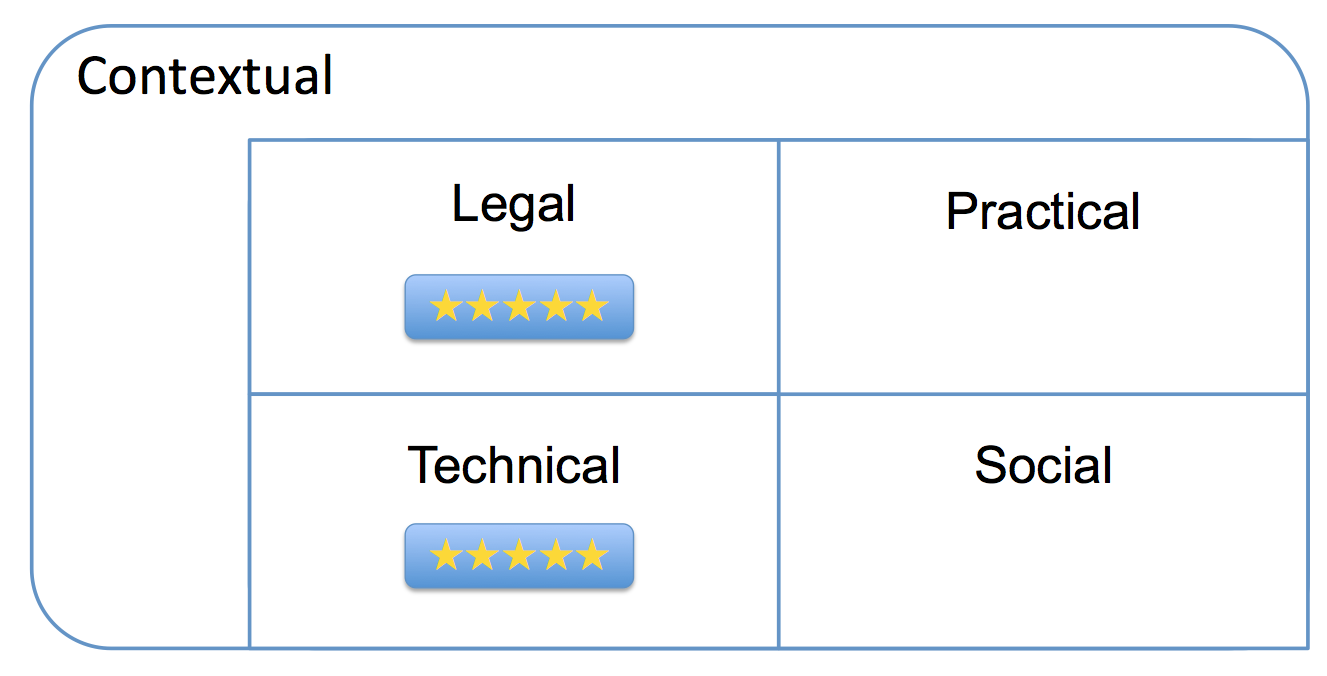 Contextual
Legal
Practical
★★★★★
Technical
Social
★★★★★